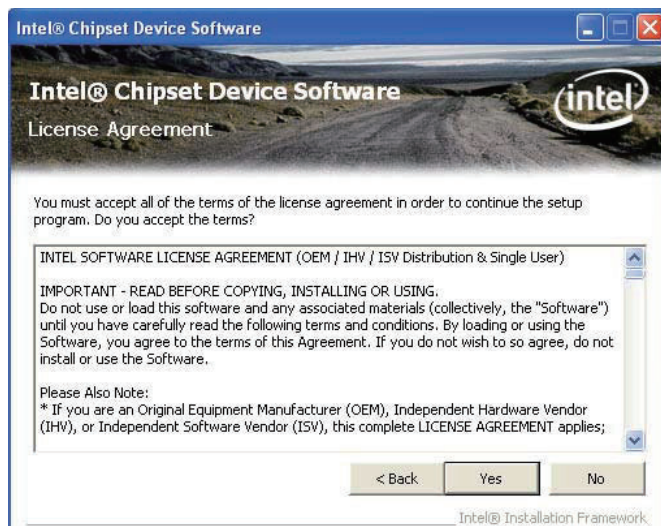 Intel® Chipset Device Software
Intel® Chipset Device Software
intel
License Agreement
You must accept all of the terms of the license agreement in order to continue the setup
program. Do you accept the terms?
INTEL SOFTWARE LICENSE AGREEMENT (OEM / IHV / ISV Distribution & Single User)
IMPORTANT - READ BEFORE COPYING, INSTALLING OR USING.
Do not use or load this software and any associated materials (collectively, the "Software")
until you have carefully read the following terms and conditions. By loading or using the
Software, you agree to the terms of this Agreement. If you do not wish to so agree, do not
install or use the Software.
Please Also Note:
* If you are an Original Equipment Manufacturer (OEM), Independent Hardware Vendor
(IHV), or Independent Software Vendor (ISV), this complete LICENSE AGREEMENT applies;
< Back Yes No
Intel® Installation Framework